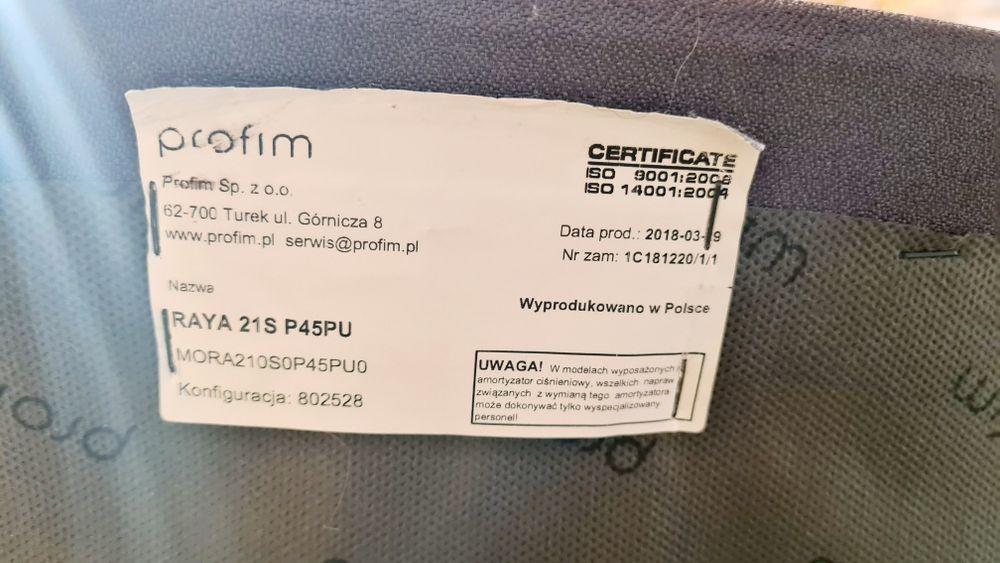 profim
Profim Sp. z o.o.
62-700 Turek ul. Górnicza 8
www.profim.pl serwis@profim.pl
CERTIFICATE
ISO 9001:2008
ISO 14001:2004
Data prod.:
Nr zam: 1C181220/1/1
Nazwa
Wyprodukowano w Polsce
RAYA 21S P45PU
MORA210S0P45PU0
Konfiguracja: 802528
UWAGA! W modelach wyposażonych
amortyzator ciśnieniowy, wszelkich napraw
związanych z wymianą tego amortyzatora
może dokonywać tylko wyspecjalizowany
personel!